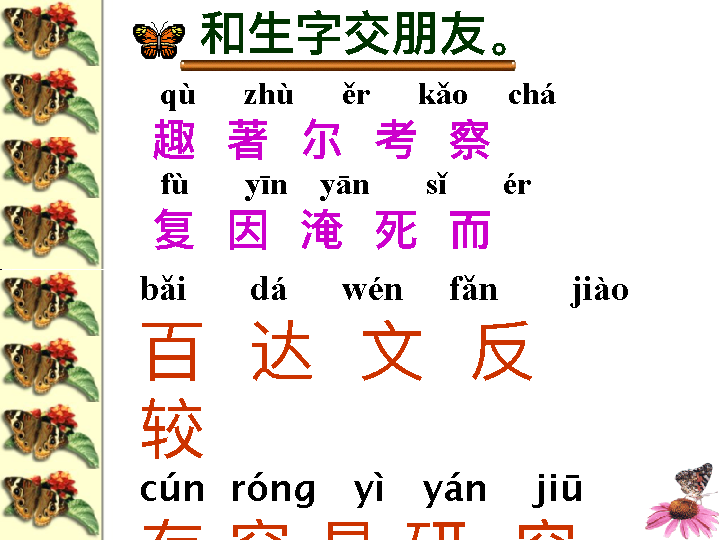 和生字交朋友。
qù zhù ěr kǎo chá
趣 著 尔 考 察
fù yīn yān sǐ ér
复 因 淹 死 而
bǎi dá wén fǎn jiào
百 达 文 反
较
cún róng yì yán jiū